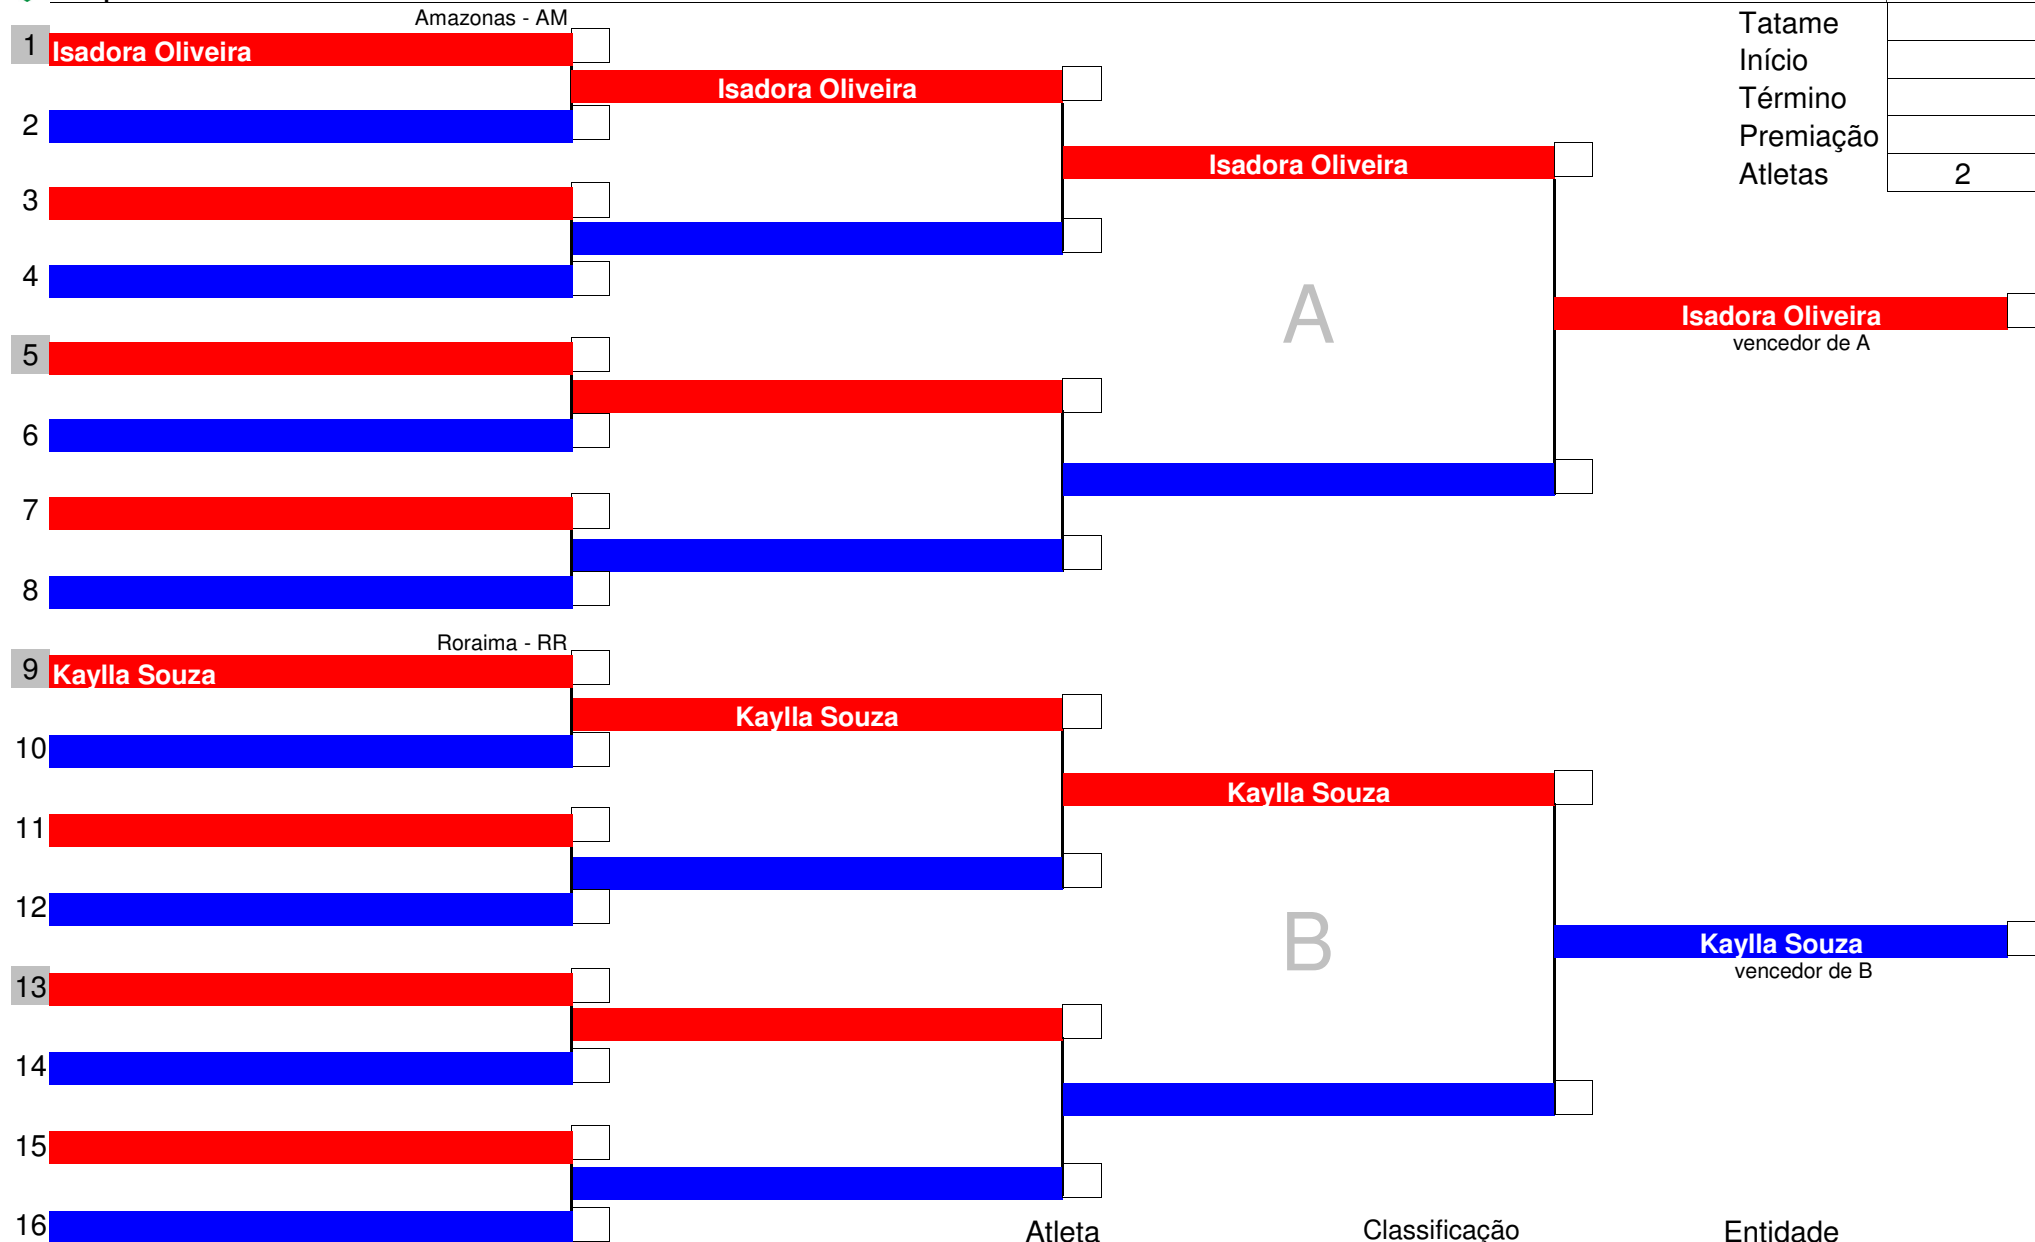 Amazonas - AM
1 Isadora Oliveira
Isadora Oliveira
2
Isadora Oliveira
3
4
Isadora Oliveira
vencedor de A
A
5
6
7
8
Roraima - RR
9 Kaylla Souza
Kaylla Souza
10
Kaylla Souza
11
12
B
Kaylla Souza
vencedor de B
13
14
15
16
Tatame
Início
Término
Premiação
Atletas 2
Atleta Classificação Entidade